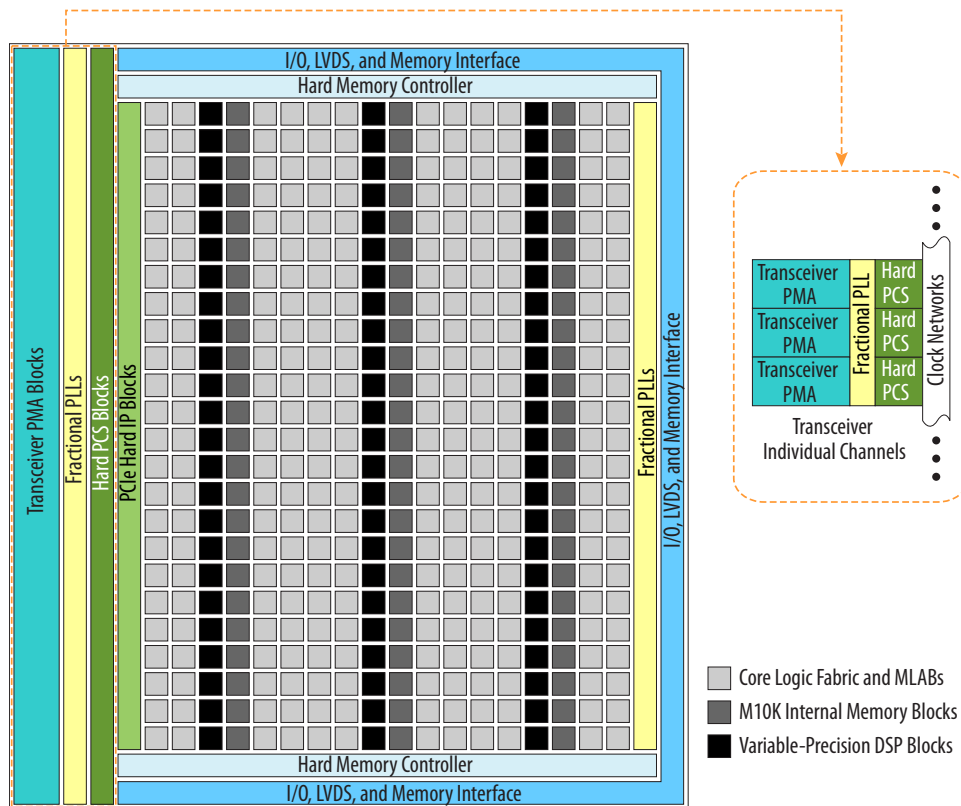 I/O, LVDS, and Memory Interface
Hard Memory Controller
Transceiver PMA Blocks
Fractional PLLs
Hard PCS Blocks
PCIe Hard IP Blocks
Fractional PLLs
I/O, LVDS, and Memory Interface
Hard Memory Controller
I/O, LVDS, and Memory Interface
Transceiver
PMA
Transceiver
PMA
Transceiver
PMA
Fractional PLL
Hard
PCS
Hard
PCS
Hard
PCS
Clock Networks
Transceiver
Individual Channels
Core Logic Fabric and MLABs
M10K Internal Memory Blocks
Variable-Precision DSP Blocks